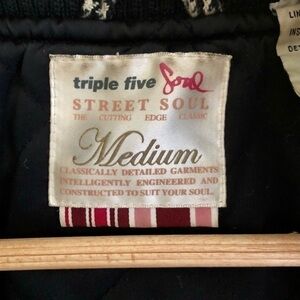 triple five Soul
STREET SOUL
THE CUTTING EDGE CLASSIC
Medium
CLASSICALLY DETAILED GARMENTS
INTELLIGENTLY ENGINEERED AND
CONSTRUCTED TO SUIT YOUR SOUL.